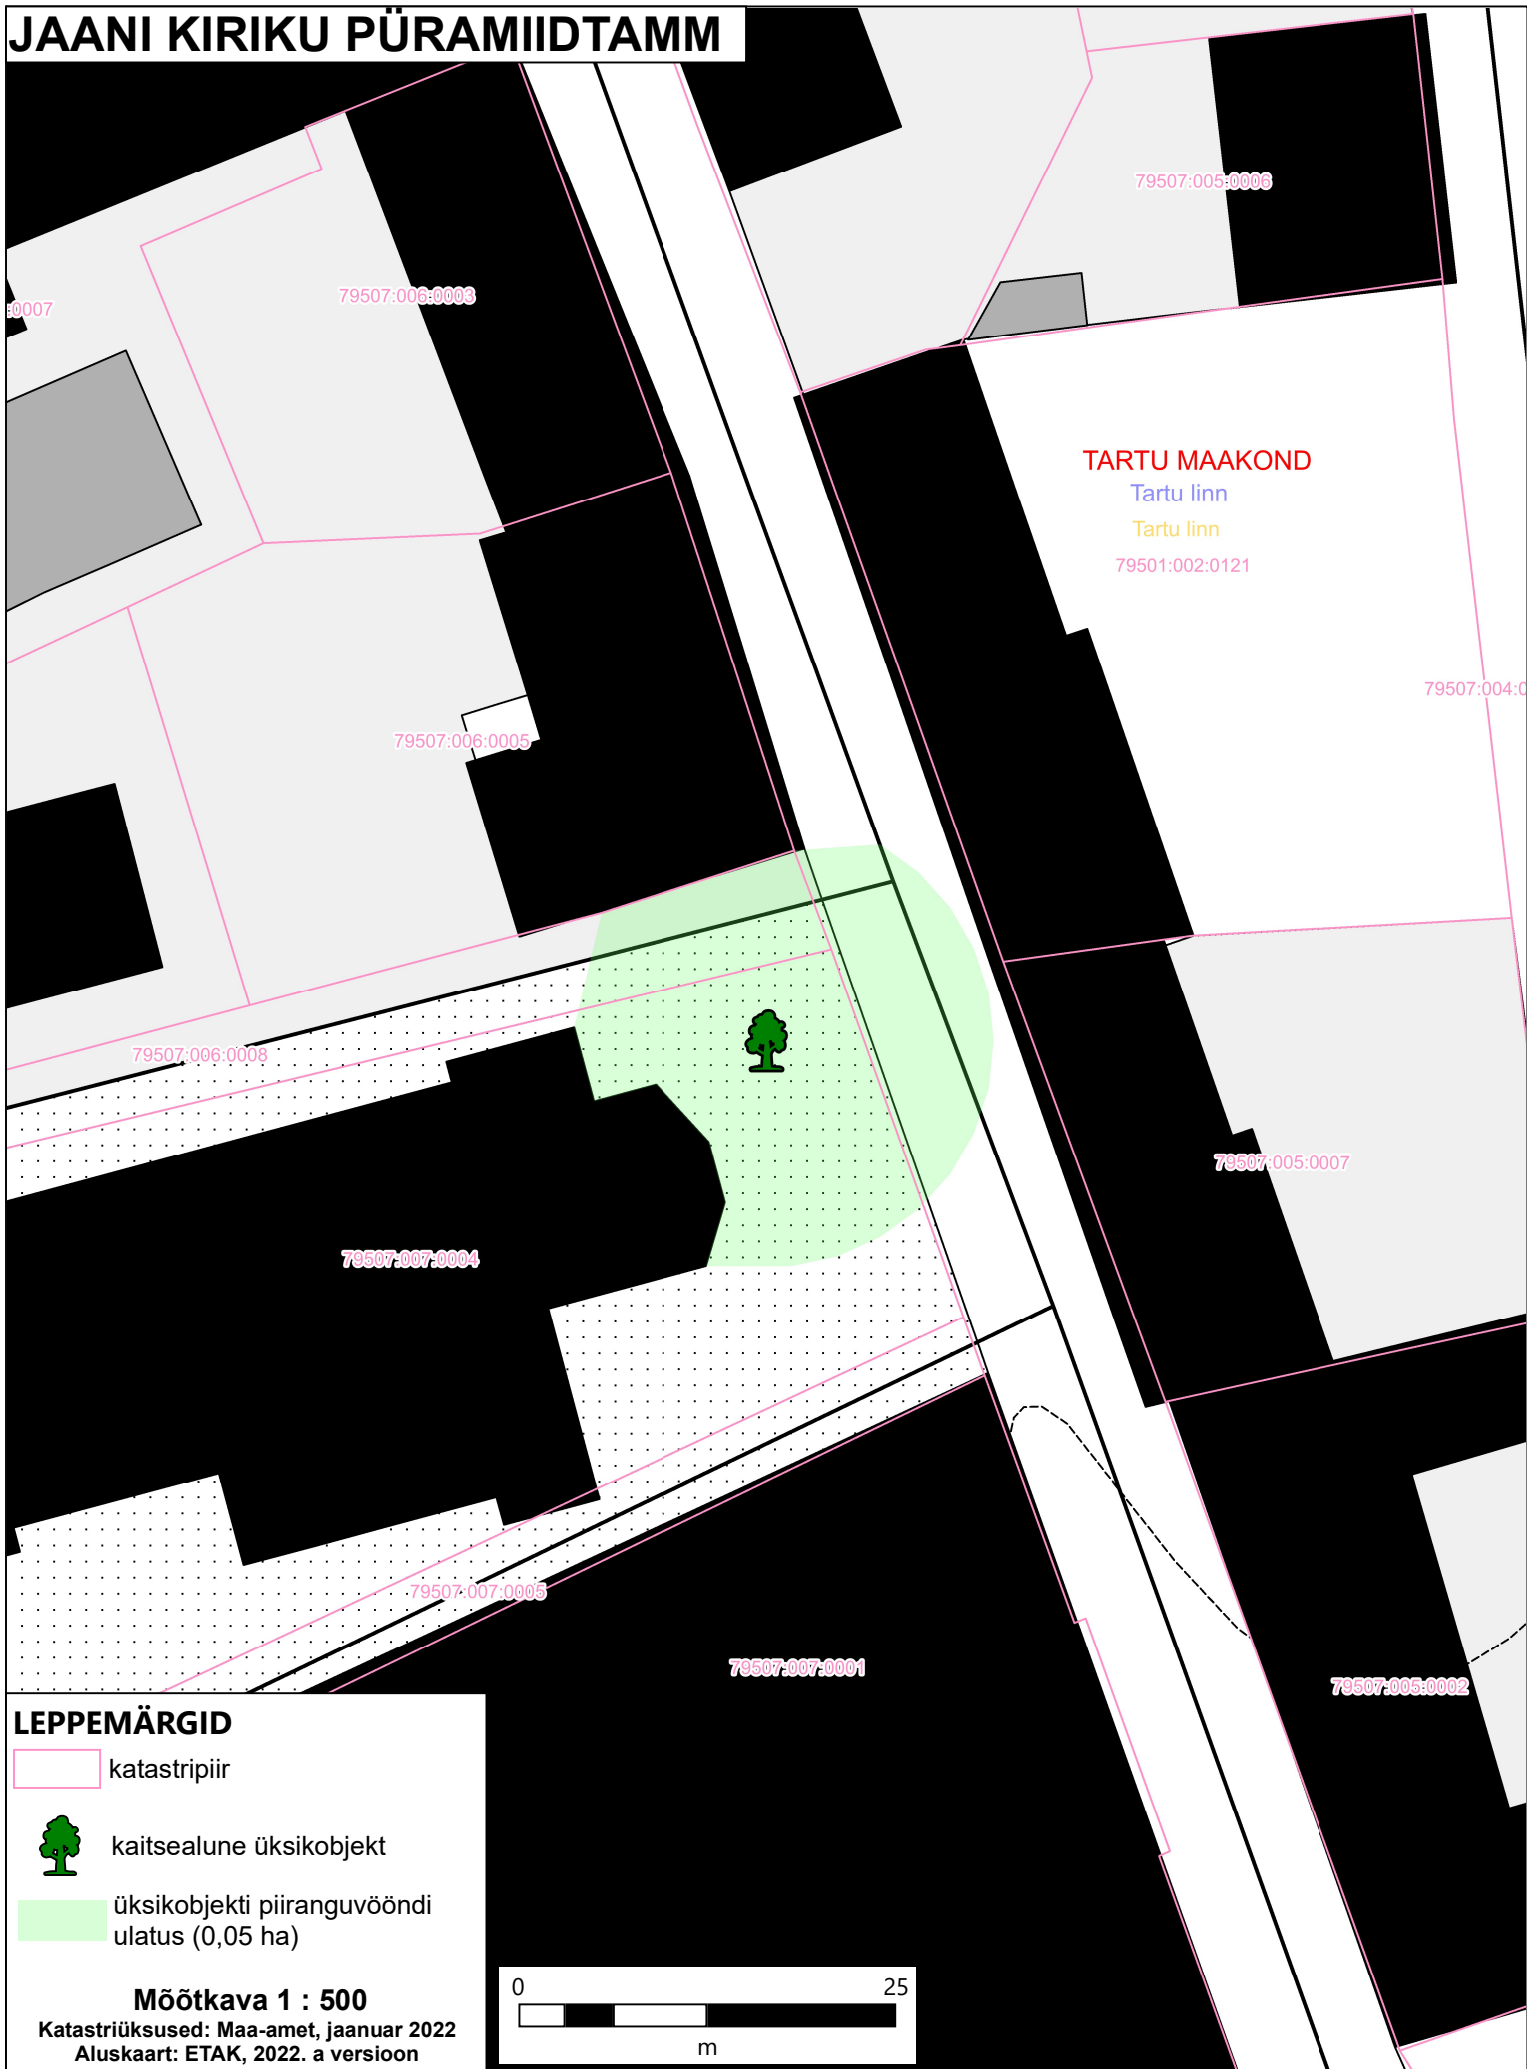 JAANI KIRIKU PÜRAMIIDTAMM
79507:005:0006
79507:006:0003
:0007
TARTU MAAKOND
Tartu linn
Tartu linn
79501:002:0121
79507:004:0
79507:006:0005
79507:006:0008
79507:005:0007
79507:007:0004
79507:007:0005
79507:007:0001
79507:005:0002
LEPPEMÄRGID
katastripiir
kaitsealune üksikobjekt
üksikobjekti piiranguvööndi
ulatus (0,05 ha)
Mõõtkava 1 : 500
Katastriüksused: Maa-amet, jaanuar 2022
Aluskaart: ETAK, 2022. a versioon
0 25
m